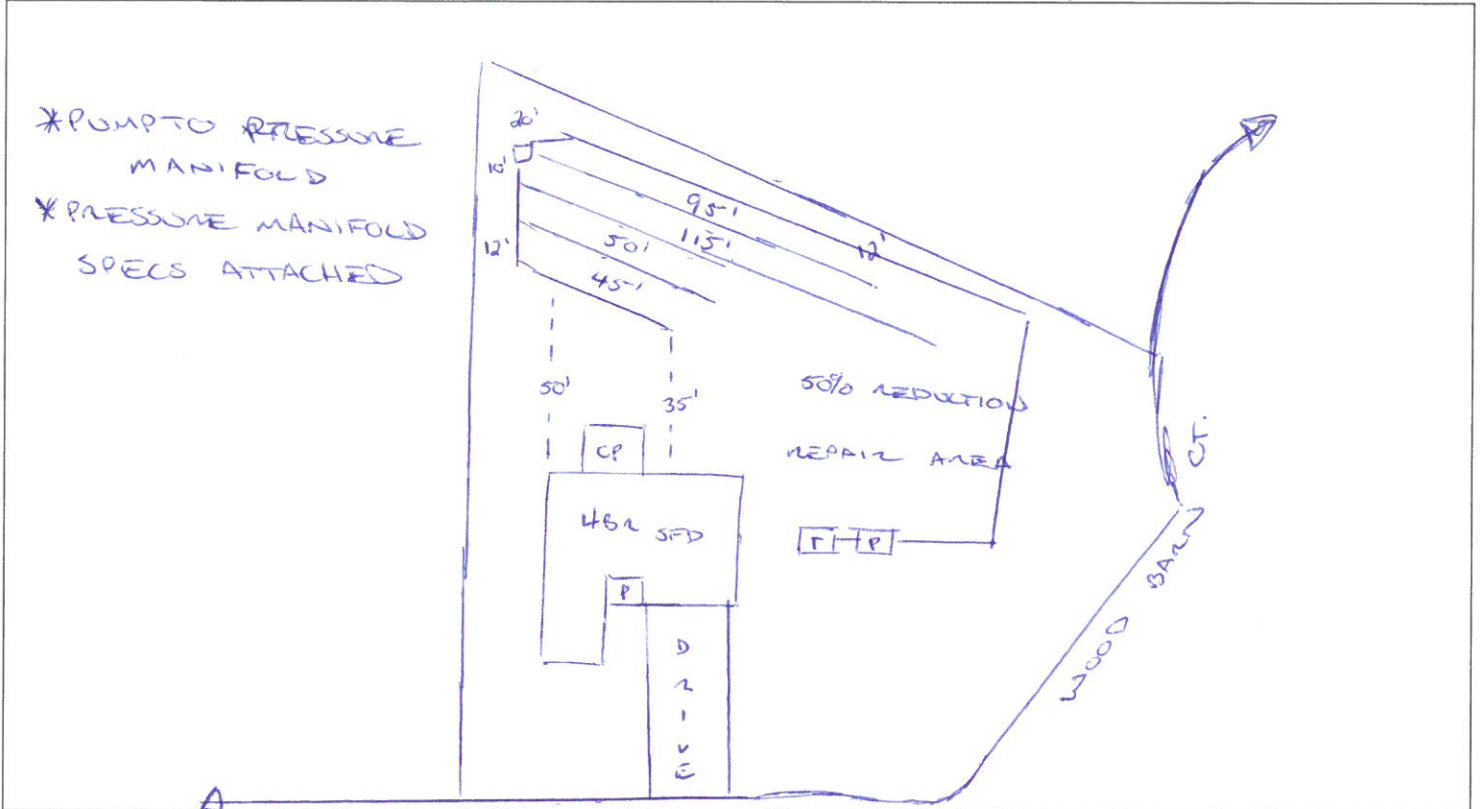 *PUMP TO PRESSURE
MANIFOLD
*PRESSURE MANIFOLD
SPECS ATTACHED
20'
10'
95'
115'
12'
50'
12'
45'
50'
35'
50% REDUCTION
REPAIR AREA
CP
4BR SFD
T
P
P
DRIVE
WOOD BARN CT.